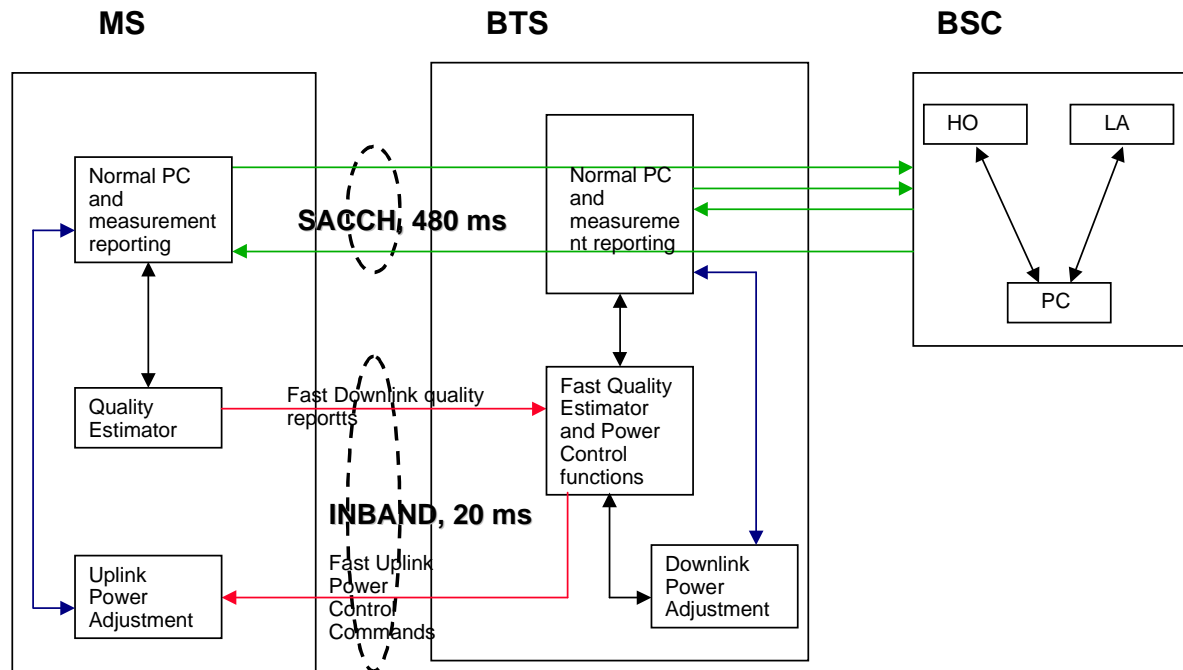 MS
BTS
BSC
HO
LA
PC
Normal PC
and
measurement
reporting
SACCH, 480 ms
Normal PC
and
measureme
nt reporting
Quality
Estimator
Fast Downlink quality
reportts
Fast Quality
Estimator
and Power
Control
functions
INBAND, 20 ms
Uplink
Power
Adjustment
Fast Uplink
Power
Control
Commands
Downlink
Power
Adjustment